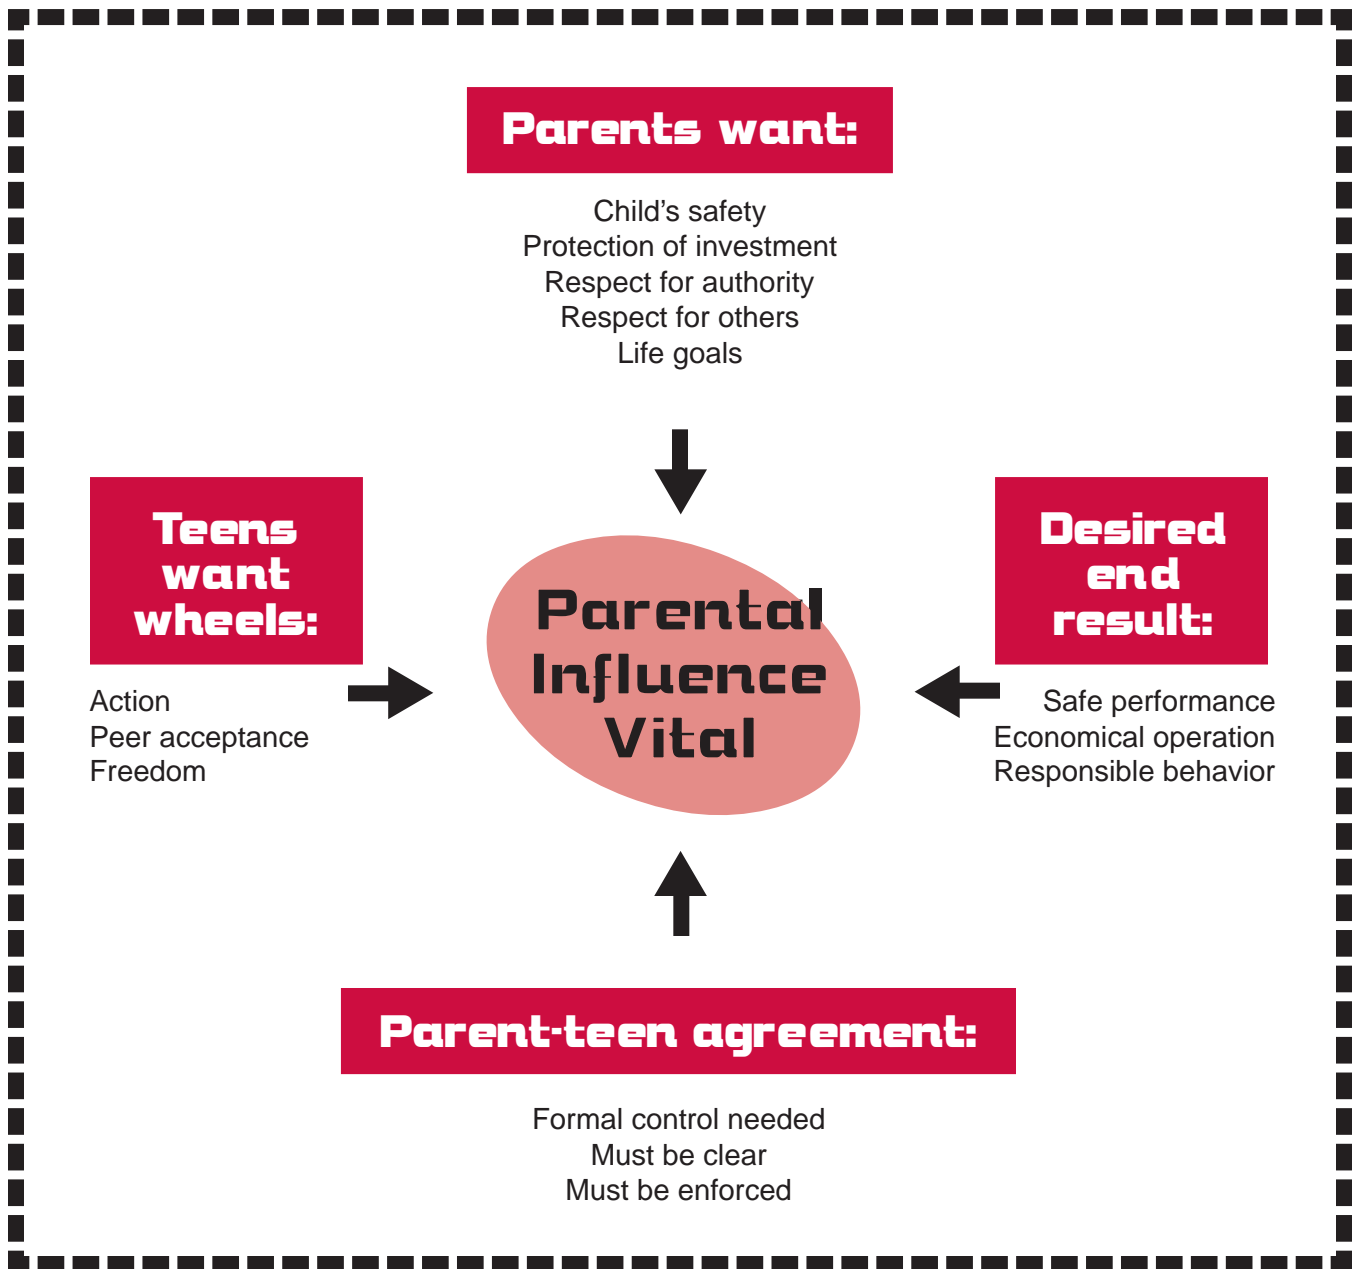 Parents want:
Child’s safety
Protection of investment
Respect for authority
Respect for others
Life goals
Teens
want
wheels:
Action
Peer acceptance
Freedom
Parental
Influence
Vital
Desired
end
result:
Safe performance
Economical operation
Responsible behavior
Parent-teen agreement:
Formal control needed
Must be clear
Must be enforced